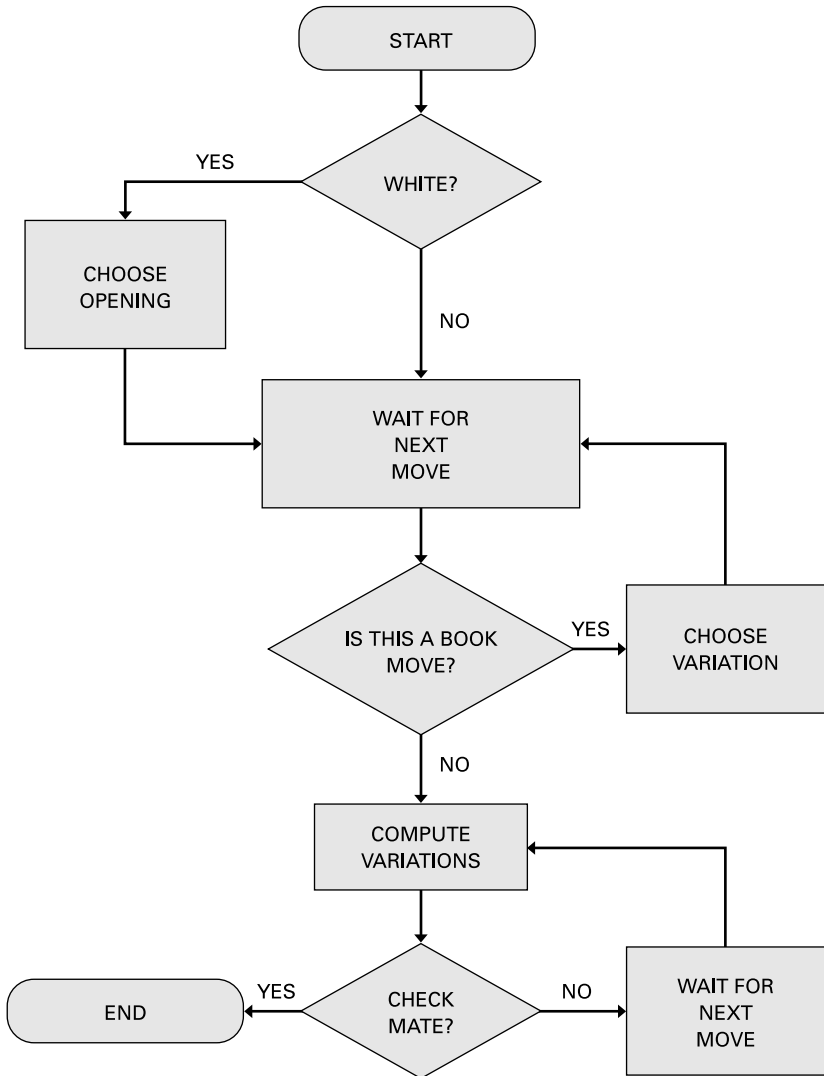 START
YES
WHITE?
CHOOSE
OPENING
NO
WAIT FOR
NEXT
MOVE
IS THIS A BOOK
MOVE?
YES
CHOOSE
VARIATION
NO
COMPUTE
VARIATIONS
END
YES
CHECK
MATE?
NO
WAIT FOR
NEXT
MOVE